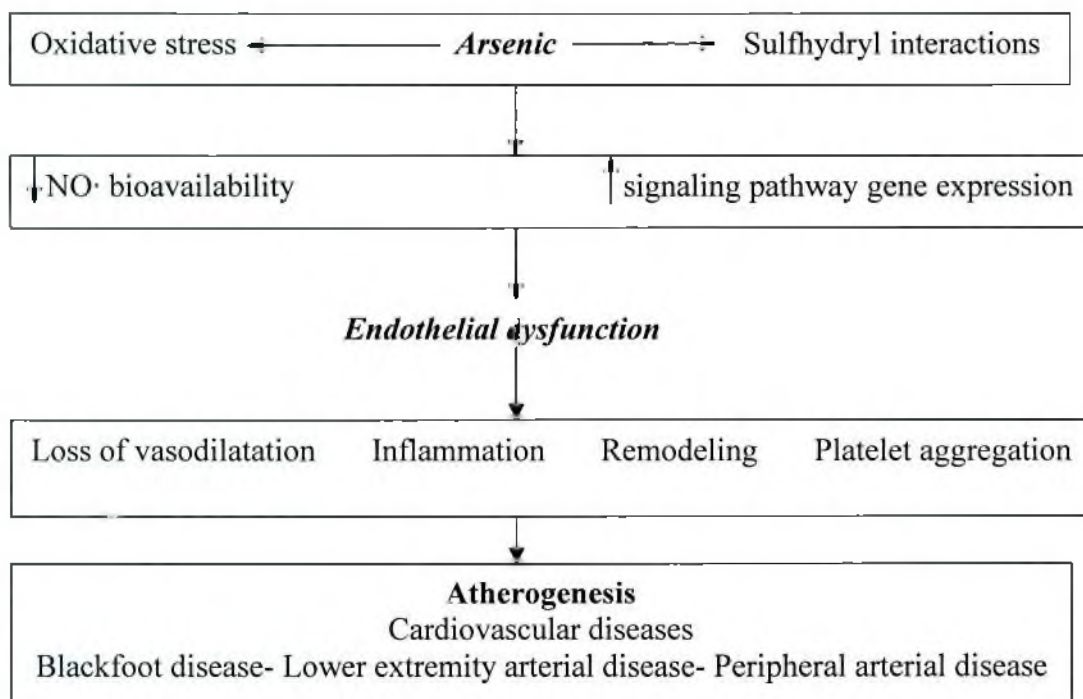 Oxidative stress Arsenic Sulfhydryl interactions
NO· bioavailability signaling pathway gene expression
Endothelial dysfunction
Loss of vasodilatation Inflammation Remodeling Platelet aggregation
Atherogenesis
Cardiovascular diseases
Blackfoot disease- Lower extremity arterial disease- Peripheral arterial disease